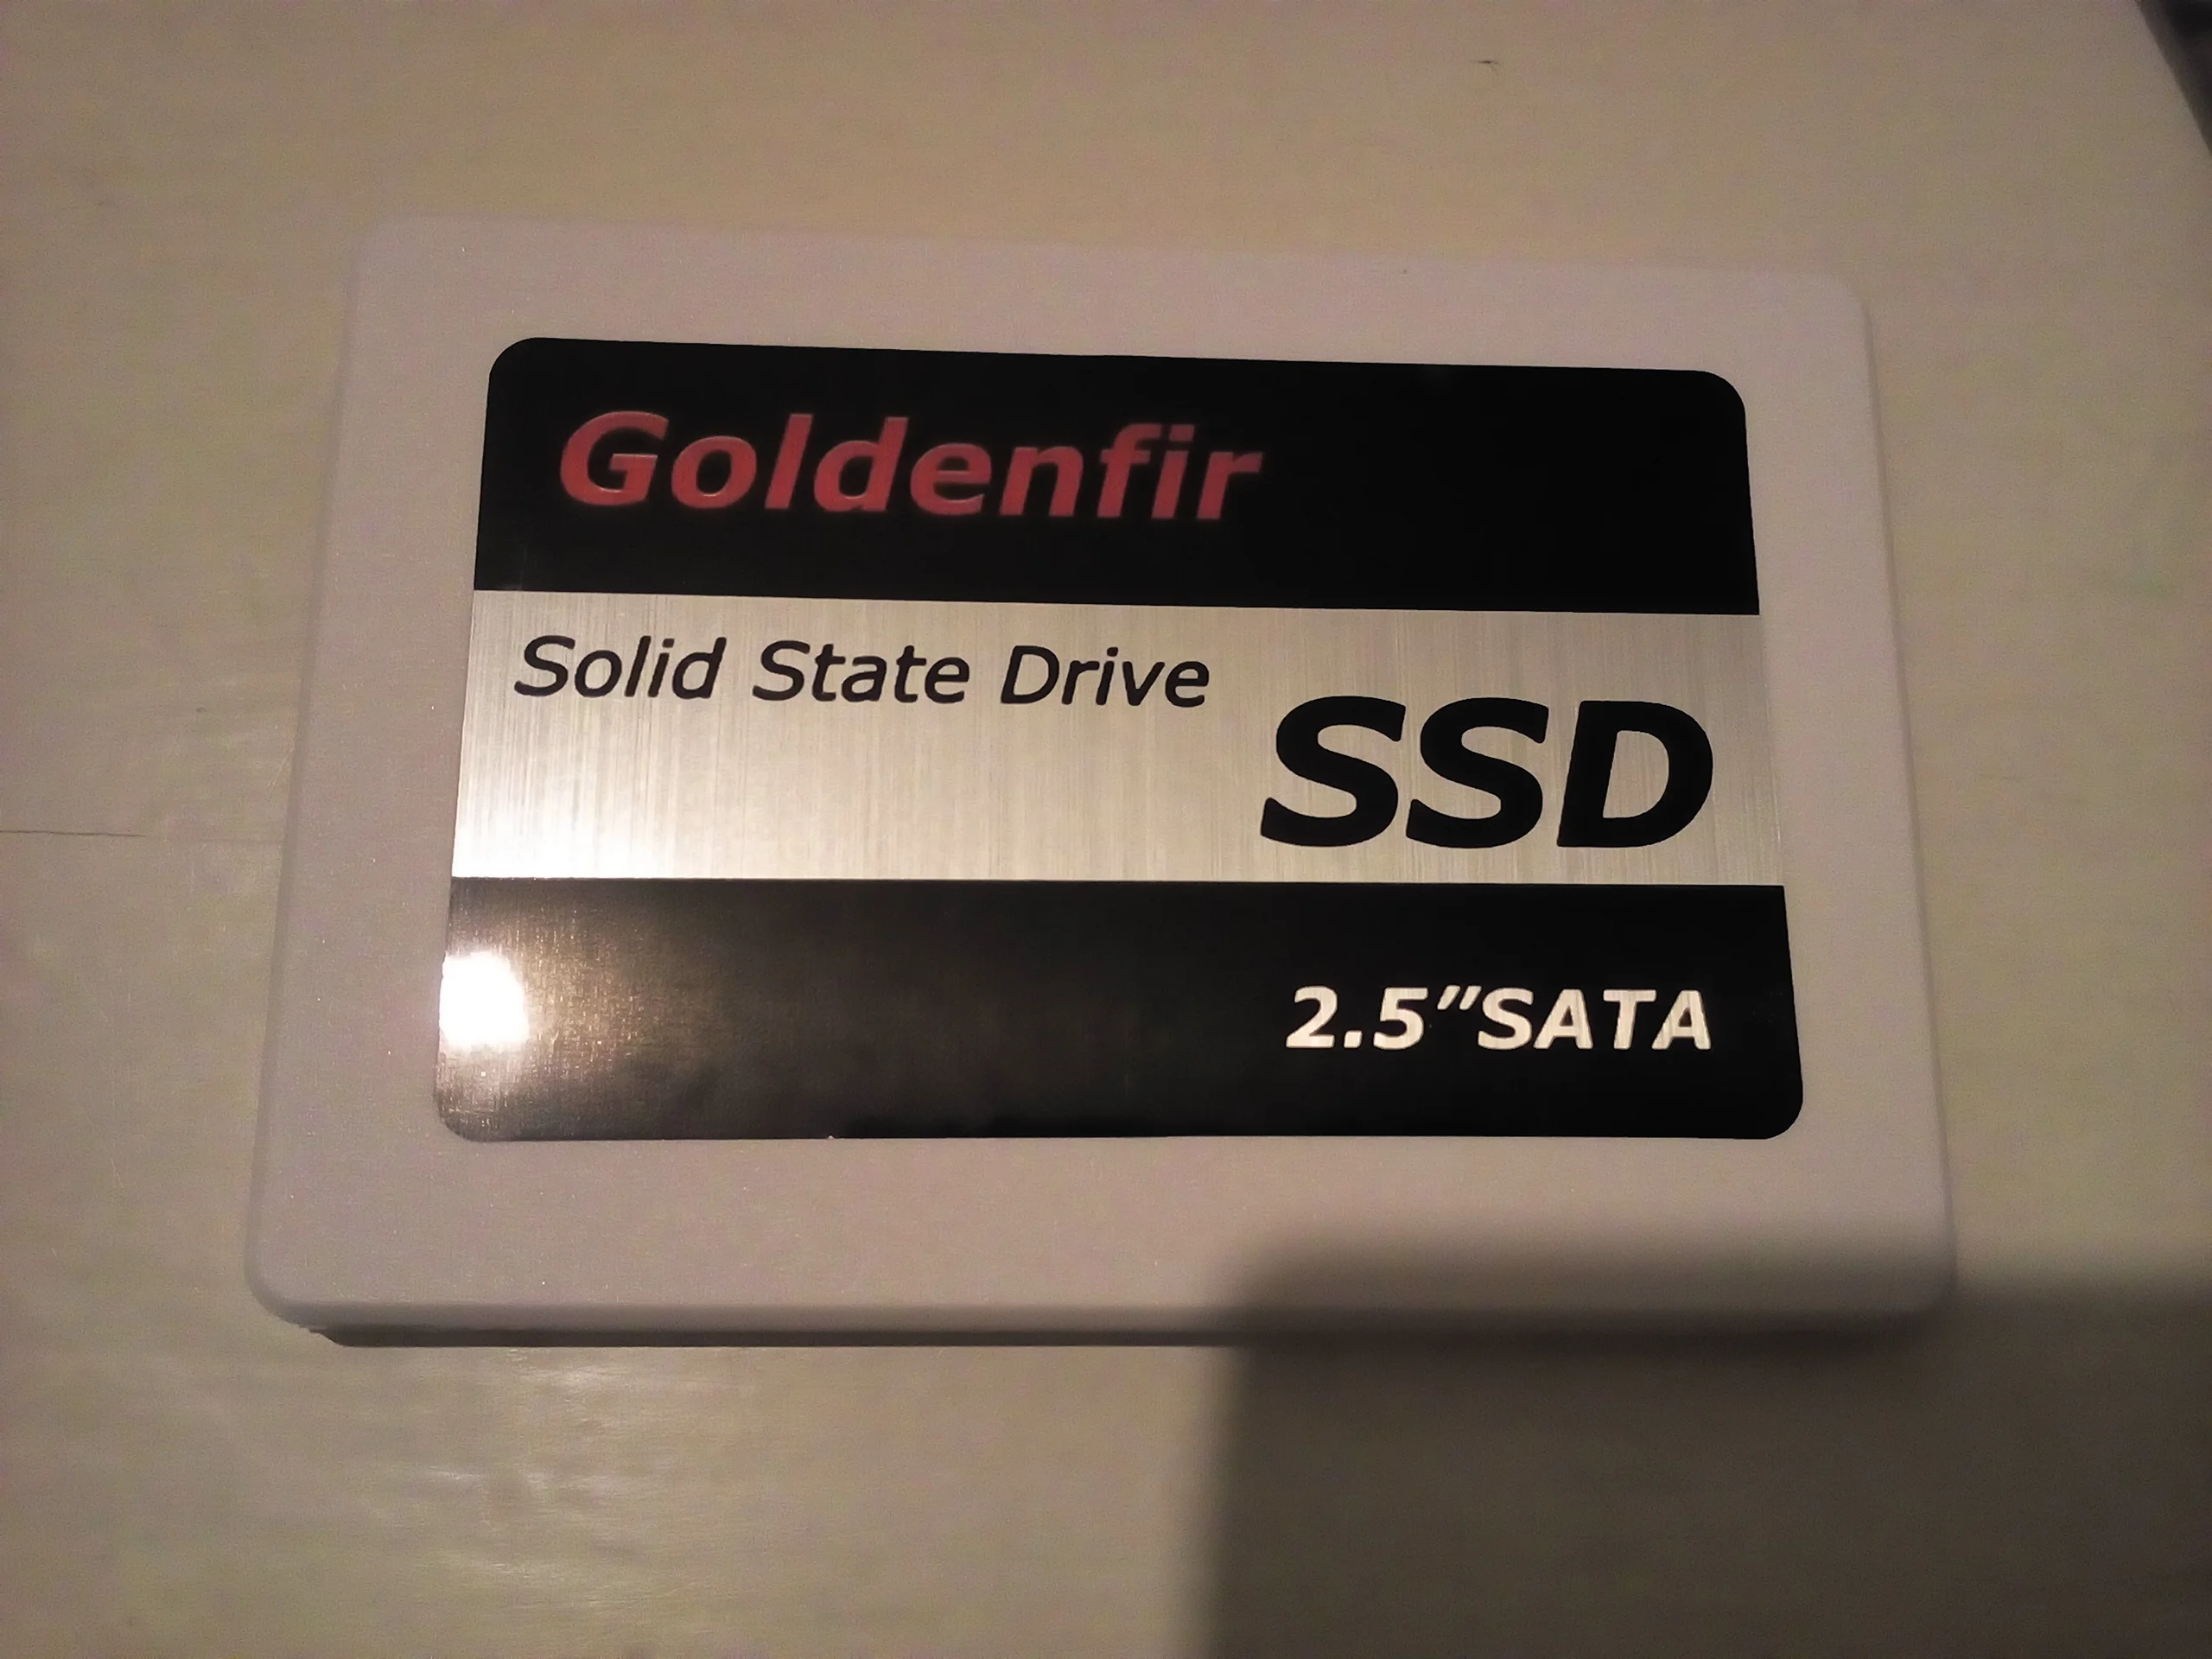 Goldenfir
Solid State Drive
SSD
2.5"SATA